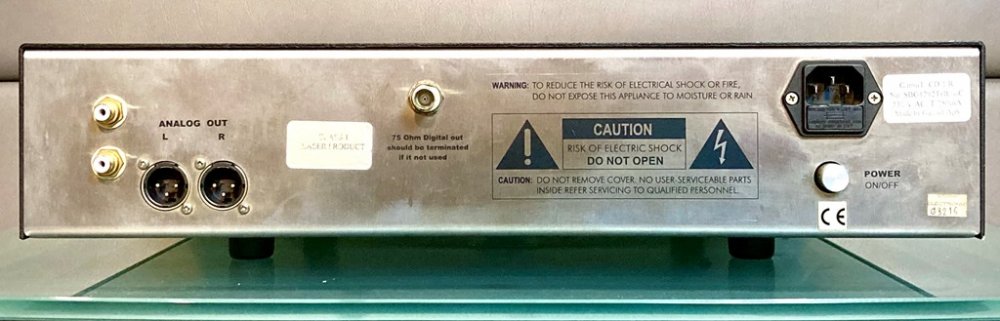 ANALOG OUT
L R
CLASS 1
LASER PRODUCT
75 Ohm Digital out
should be terminated
if it not used
WARNING: TO REDUCE THE RISK OF ELECTRICAL SHOCK OR FIRE,
DO NOT EXPOSE THIS APPLIANCE TO MOISTURE OR RAIN
CAUTION
RISK OF ELECTRIC SHOCK
DO NOT OPEN
CAUTION: DO NOT REMOVE COVER. NO USER-SERVICEABLE PARTS
INSIDE REFER SERVICING TO QUALIFIED PERSONNEL.
POWER
ON/OFF
CE